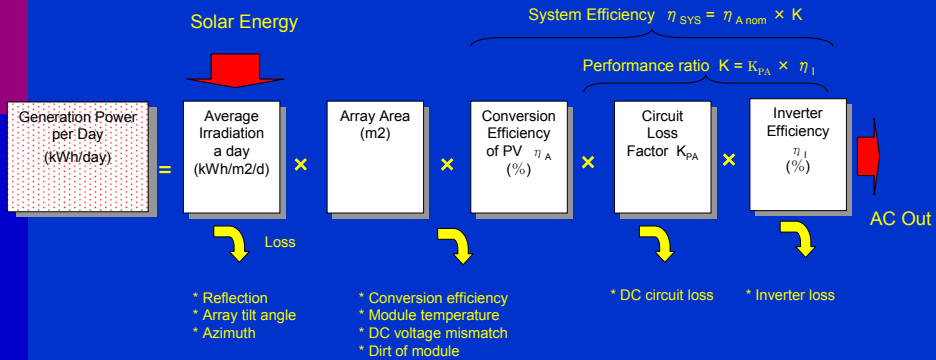 System Efficiency η SYS = η A nom × K
Solar Energy
Performance ratio K = KPA × η I
Generation Power
per Day
(kWh/day)
=
Average
Irradiation
a day
(kWh/m2/d)
×
Array Area
(m2)
×
Conversion
Efficiency
of PV η A
(%)
×
Circuit
Loss
Factor KPA
×
Inverter
Efficiency
η I
(%)
AC Out
Loss
* Reflection
* Array tilt angle
* Azimuth
* Conversion efficiency
* Module temperature
* DC voltage mismatch
* Dirt of module
* DC circuit loss
* Inverter loss